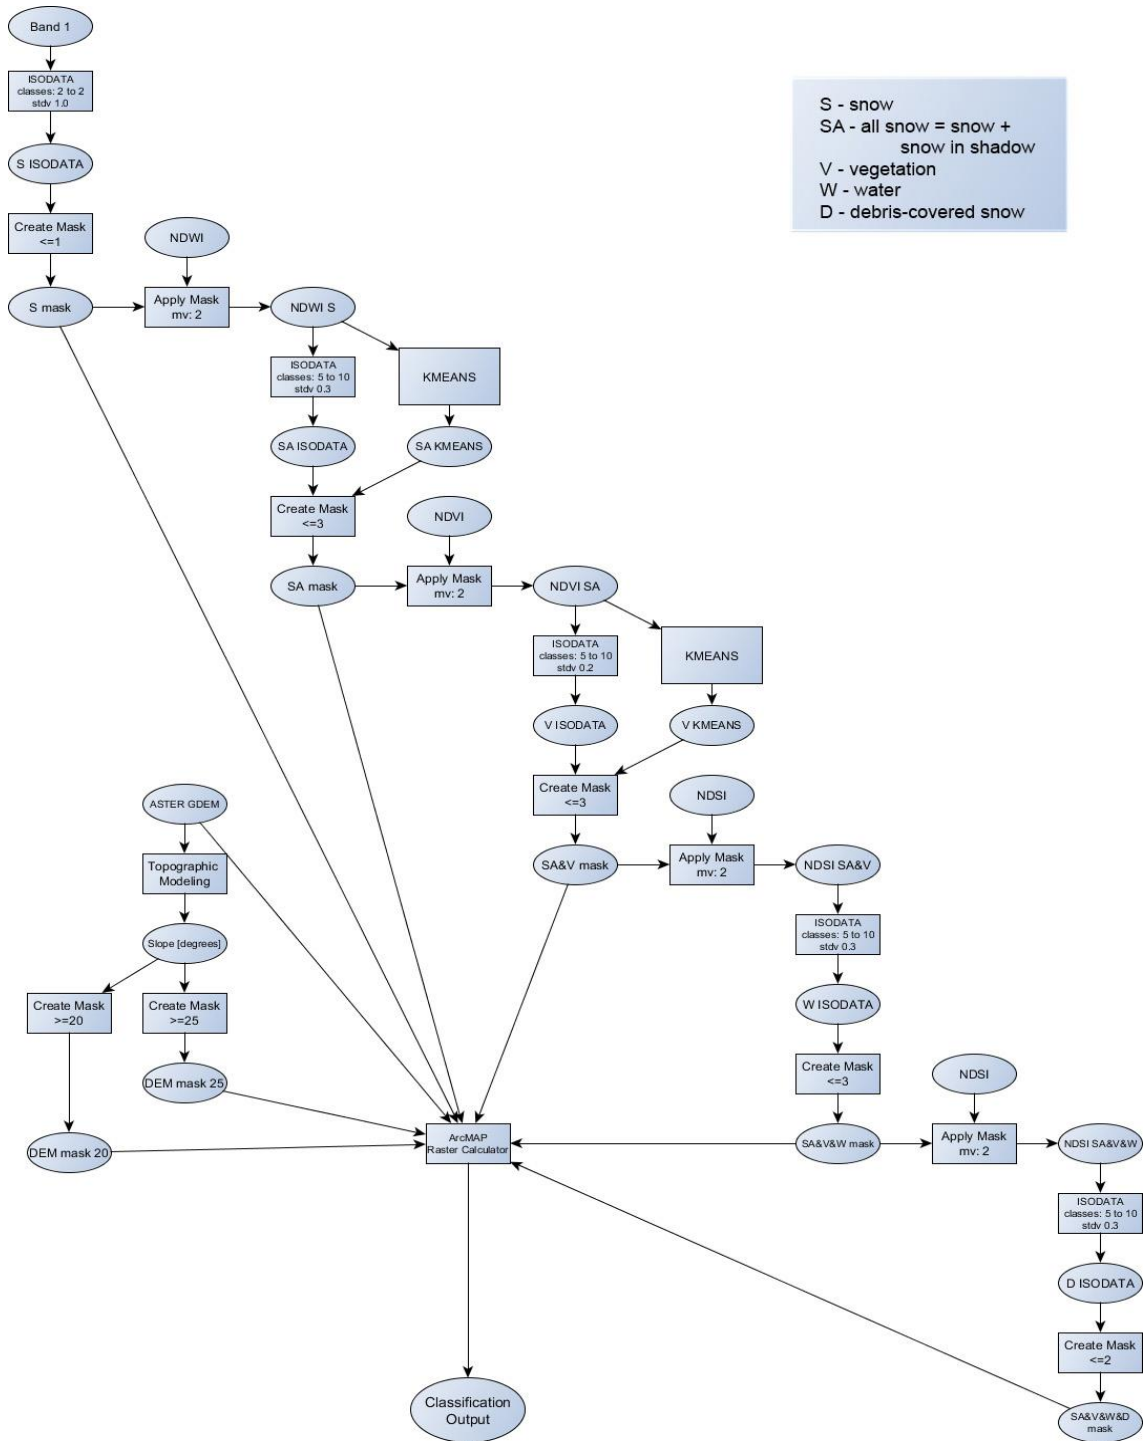 Band 1
ISODATA
classes: 2 to 2
stdv 1.0
S ISODATA
Create Mask
<=1
S mask
NDWI
Apply Mask
mv: 2
NDWI S
ISODATA
classes: 5 to 10
stdv 0.3
KMEANS
SA ISODATA
SA KMEANS
Create Mask
<=3
NDVI
SA mask
Apply Mask
mv: 2
NDVI SA
ISODATA
classes: 5 to 10
stdv 0.2
KMEANS
V ISODATA
V KMEANS
Create Mask
<=3
NDSI
SA&V mask
Apply Mask
mv: 2
NDSI SA&V
ISODATA
classes: 5 to 10
stdv 0.3
W ISODATA
Create Mask
<=3
NDSI
SA&V&W mask
Apply Mask
mv: 2
NDSI SA&V&W
ISODATA
classes: 5 to 10
stdv 0.3
D ISODATA
Create Mask
<=2
SA&V&W&D
mask
ASTER GDEM
Topographic
Modeling
Slope [degrees]
Create Mask
>=20
Create Mask
>=25
DEM mask 25
DEM mask 20
ArcMAP
Raster Calculator
Classification
Output
S - snow
SA - all snow = snow +
snow in shadow
V - vegetation
W - water
D - debris-covered snow